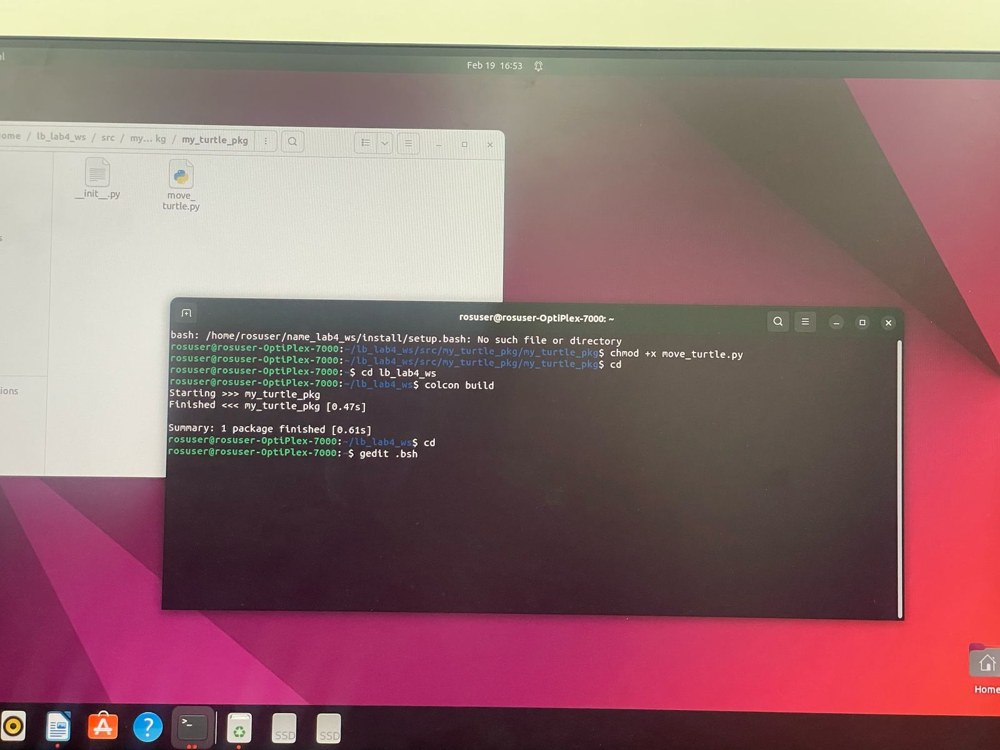 al
Feb 19 16:53
ome / lb_lab4_ws / src / my... kg / my_turtle_pkg
__init__.py
move_
turtle.py
s
ions
rosuser@rosuser-OptiPlex-7000: ~
bash: /home/rosuser/name_lab4_ws/install/setup.bash: No such file or directory
rosuser@rosuser-OptiPlex-7000:~/lb_lab4_ws/src/my_turtle_pkg/my_turtle_pkg$ chmod +x move_turtle.py
rosuser@rosuser-OptiPlex-7000:~/lb_lab4_ws/src/my_turtle_pkg/my_turtle_pkg$ cd
rosuser@rosuser-OptiPlex-7000:~$ cd lb_lab4_ws
rosuser@rosuser-OptiPlex-7000:~/lb_lab4_ws$ colcon build
Starting >>> my_turtle_pkg
Finished <<< my_turtle_pkg [0.47s]
Summary: 1 package finished [0.61s]
rosuser@rosuser-OptiPlex-7000:~/lb_lab4_ws$ cd
rosuser@rosuser-OptiPlex-7000:~$ gedit .bsh
Home
SSD
SSD